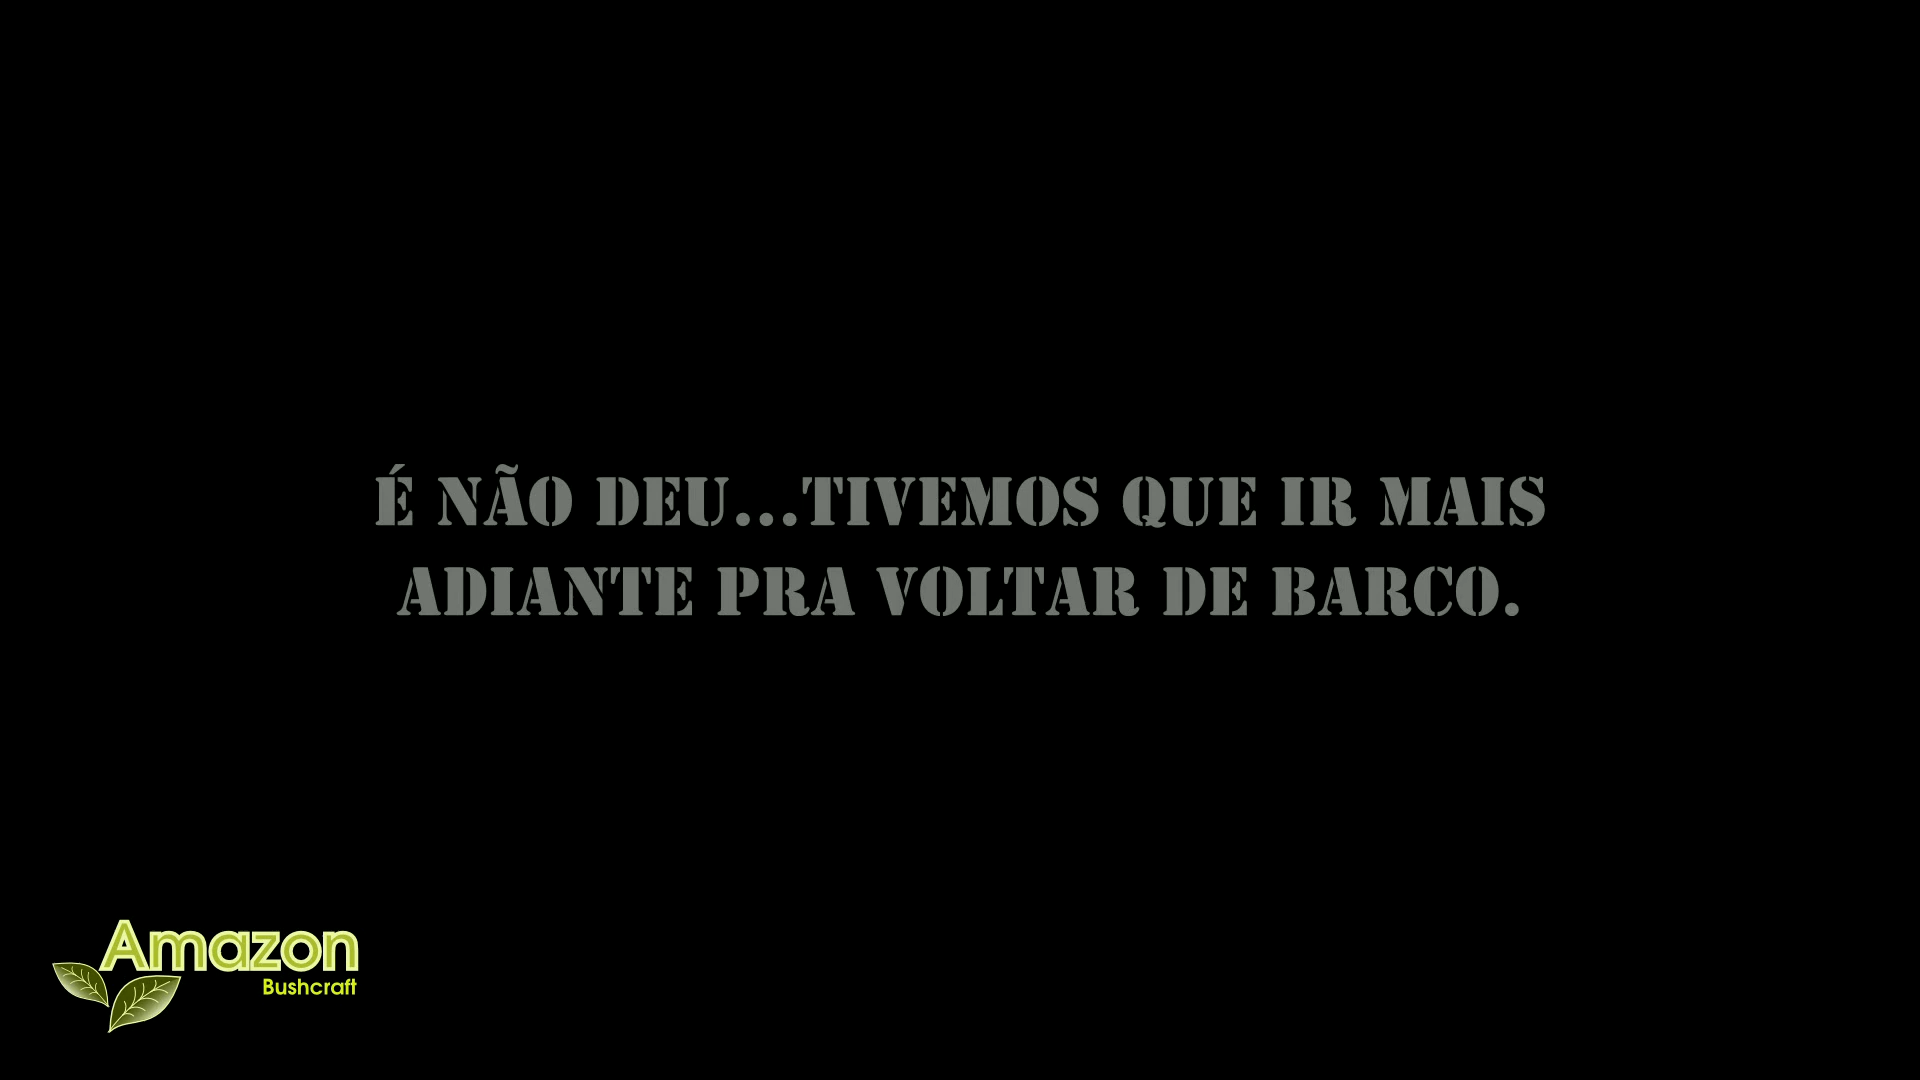 É NÃO DEU...TIVEMOS QUE IR MAIS
ADIANTE PRA VOLTAR DE BARCO.
Amazon
Bushcraft